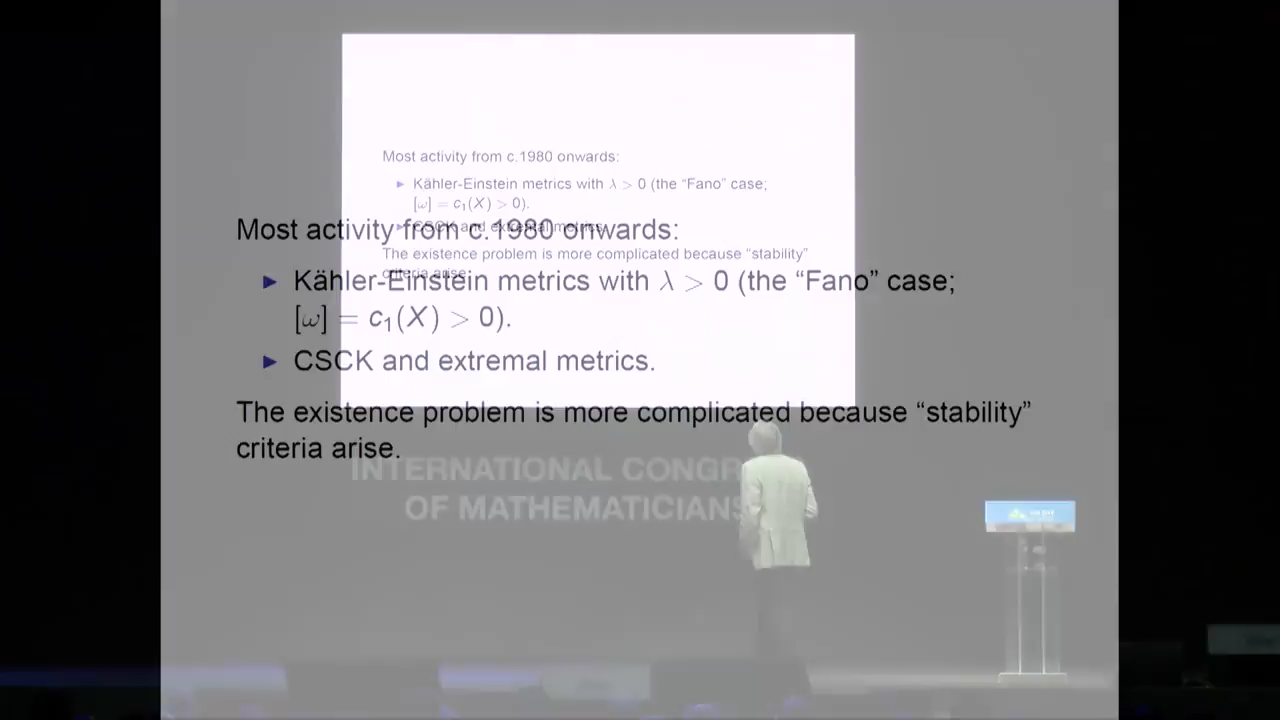 Most activity from c.1980 onwards:
► Kähler-Einstein metrics with λ > 0 (the “Fano” case;
[ω] = c₁(X) > 0).
► CSCK and extremal metrics.
The existence problem is more complicated because “stability”
criteria arise.
Most activity from c.1980 onwards:
► Kähler-Einstein metrics with λ > 0 (the “Fano” case;
[ω] = c₁(X) > 0).
► CSCK and extremal metrics.
The existence problem is more complicated because “stability”
criteria arise.
INTERNATIONAL CONGR
OF MATHEMATICIANS